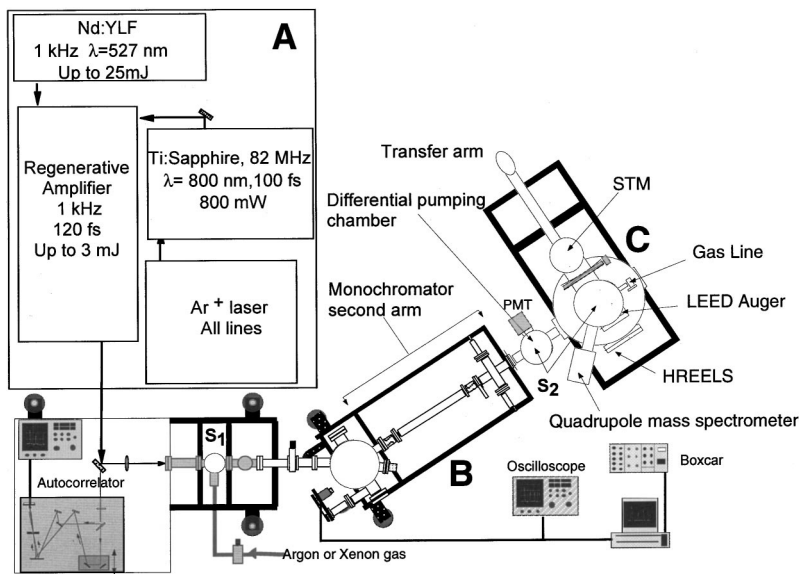 A
Nd:YLF
1 kHz λ=527 nm
Up to 25mJ
Regenerative
Amplifier
1 kHz
120 fs
Up to 3 mJ
Ti:Sapphire, 82 MHz
λ= 800 nm,100 fs
800 mW
Ar + laser
All lines
Transfer arm
STM
Differential pumping
chamber
C
Gas Line
Monochromator
second arm
PMT
LEED Auger
HREELS
S2
Quadrupole mass spectrometer
S1
B
Oscilloscope
Boxcar
Autocorrelator
Argon or Xenon gas